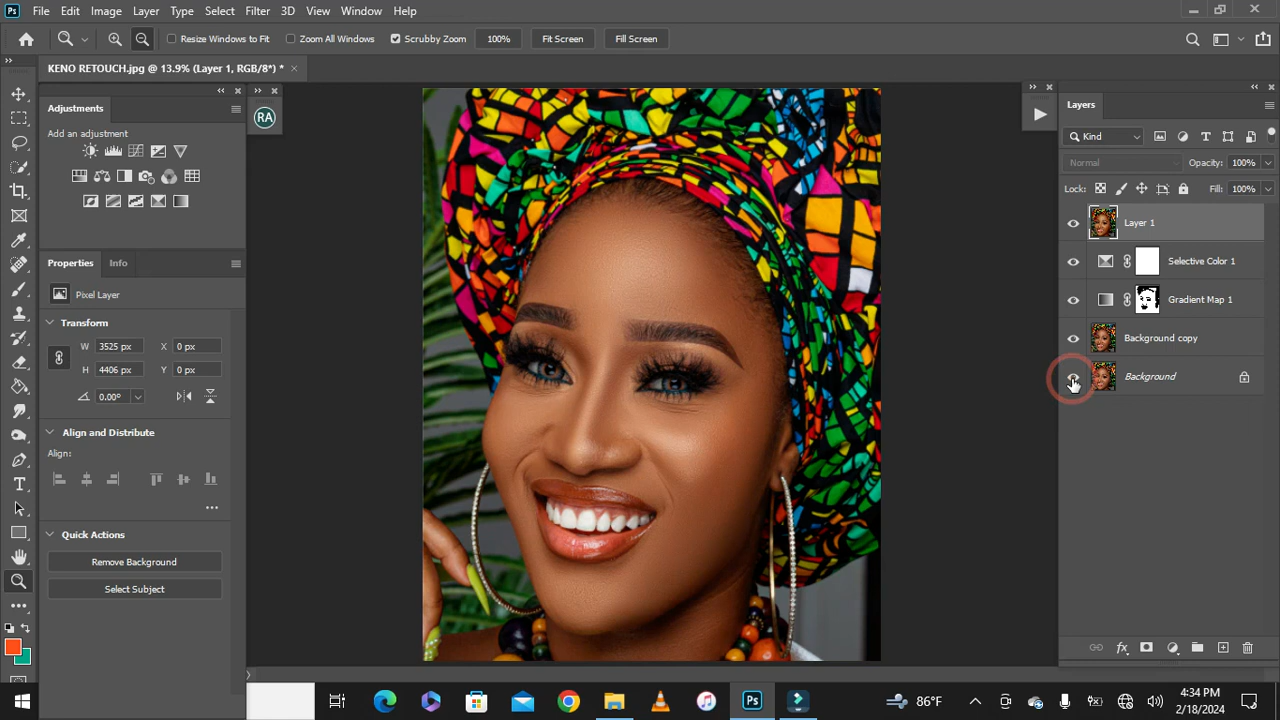 Ps File Edit Image Layer Type Select Filter 3D View Window Help
Resize Windows to Fit Zoom All Windows Scrubby Zoom 100% Fit Screen Fill Screen
KENO RETOUCH.jpg @ 13.9% (Layer 1, RGB/8*) *
Adjustments
Add an adjustment
RA
Properties Info
Pixel Layer
Transform
W 3525 px X 0 px
H 4406 px Y 0 px
0.00°
Align and Distribute
Align:
Quick Actions
Remove Background
Select Subject
Layers
Kind
Normal Opacity: 100%
Lock: Fill: 100%
Layer 1
Selective Color 1
Gradient Map 1
Background copy
Background
Ps 86°F 4:34 PM
2/18/2024